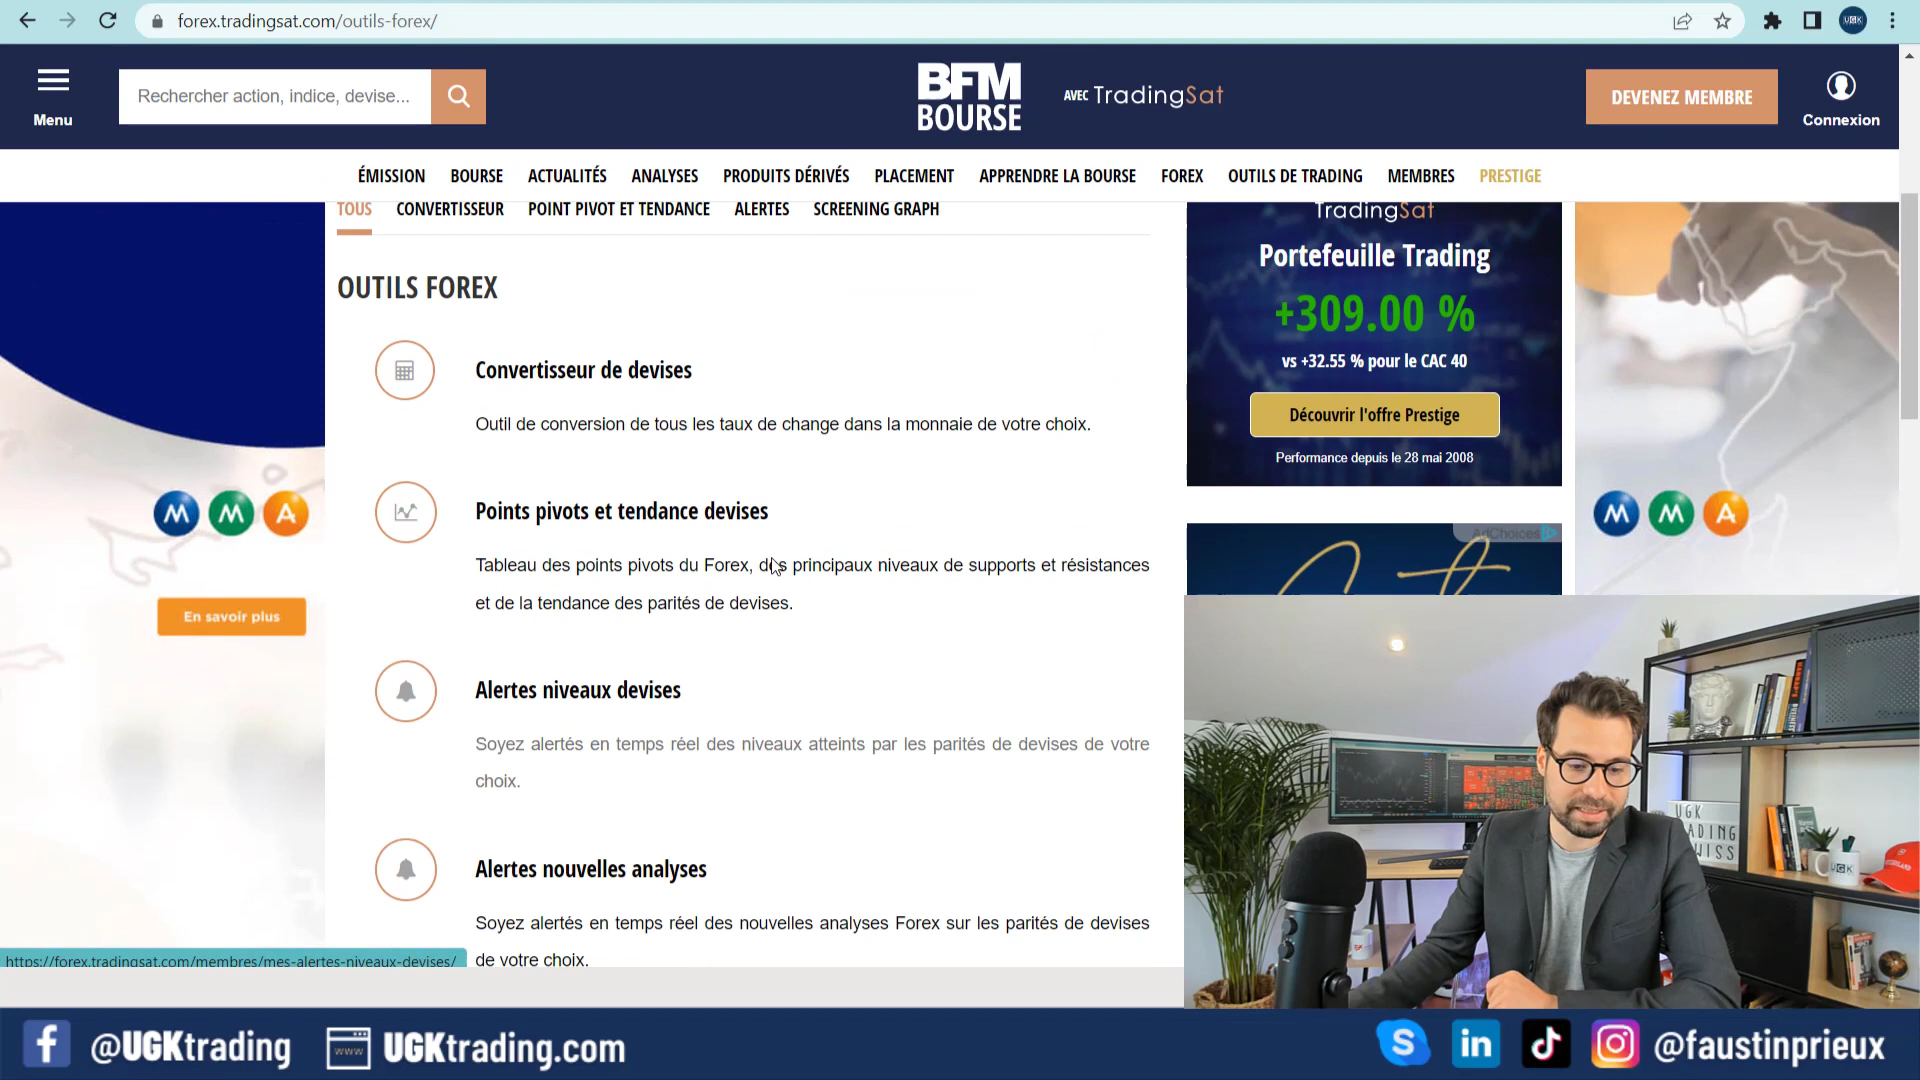 forex.tradingsat.com/outils-forex/
UGK
Menu
Rechercher action, indice, devise...
BFM
BOURSE
AVEC TradingSat
DEVENEZ MEMBRE
Connexion
ÉMISSION BOURSE ACTUALITÉS ANALYSES PRODUITS DÉRIVÉS PLACEMENT APPRENDRE LA BOURSE FOREX OUTILS DE TRADING MEMBRES PRESTIGE
TOUS CONVERTISSEUR POINT PIVOT ET TENDANCE ALERTES SCREENING GRAPH
OUTILS FOREX
Convertisseur de devises
Outil de conversion de tous les taux de change dans la monnaie de votre choix.
Points pivots et tendance devises
Tableau des points pivots du Forex, des principaux niveaux de supports et résistances
et de la tendance des parités de devises.
Alertes niveaux devises
Soyez alertés en temps réel des niveaux atteints par les parités de devises de votre
choix.
Alertes nouvelles analyses
Soyez alertés en temps réel des nouvelles analyses Forex sur les parités de devises
de votre choix.
https://forex.tradingsat.com/membres/mes-alertes-niveaux-devises/
TradingSat
Portefeuille Trading
+309.00 %
vs +32.55 % pour le CAC 40
Découvrir l'offre Prestige
Performance depuis le 28 mai 2008
AdChoices
M M A
En savoir plus
M M A
UGK
ADING
WISS
UGK
f @UGKtrading
www UGKtrading.com
S in @faustinprieux